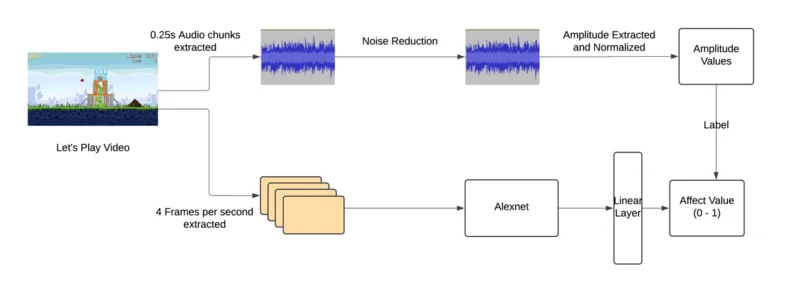 0.25s Audio chunks
extracted
Noise Reduction
Amplitude Extracted
and Normalized
Amplitude
Values
Let's Play Video
Label
4 Frames per second
extracted
Alexnet
Linear
Layer
Affect Value
(0 - 1)